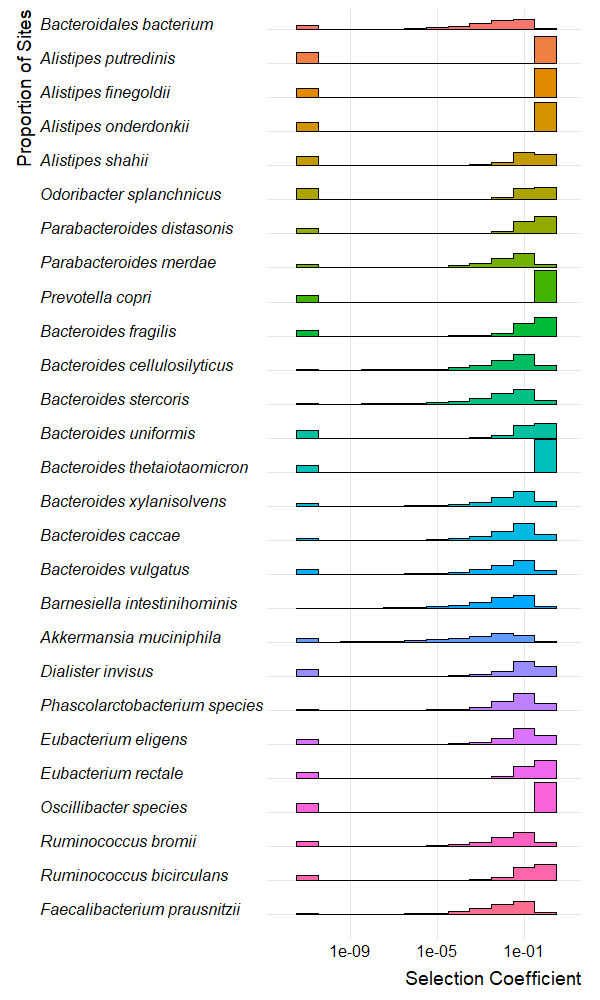 Proportion of Sites
Bacteroidales bacterium
Alistipes putredinis
Alistipes finegoldii
Alistipes onderdonkii
Alistipes shahii
Odoribacter splanchnicus
Parabacteroides distasonis
Parabacteroides merdae
Prevotella copri
Bacteroides fragilis
Bacteroides cellulosilyticus
Bacteroides stercoris
Bacteroides uniformis
Bacteroides thetaiotaomicron
Bacteroides xylanisolvens
Bacteroides caccae
Bacteroides vulgatus
Barnesiella intestinihominis
Akkermansia muciniphila
Dialister invisus
Phascolarctobacterium species
Eubacterium eligens
Eubacterium rectale
Oscillibacter species
Ruminococcus bromii
Ruminococcus bicirculans
Faecalibacterium prausnitzii
1e-09 1e-05 1e-01
Selection Coefficient